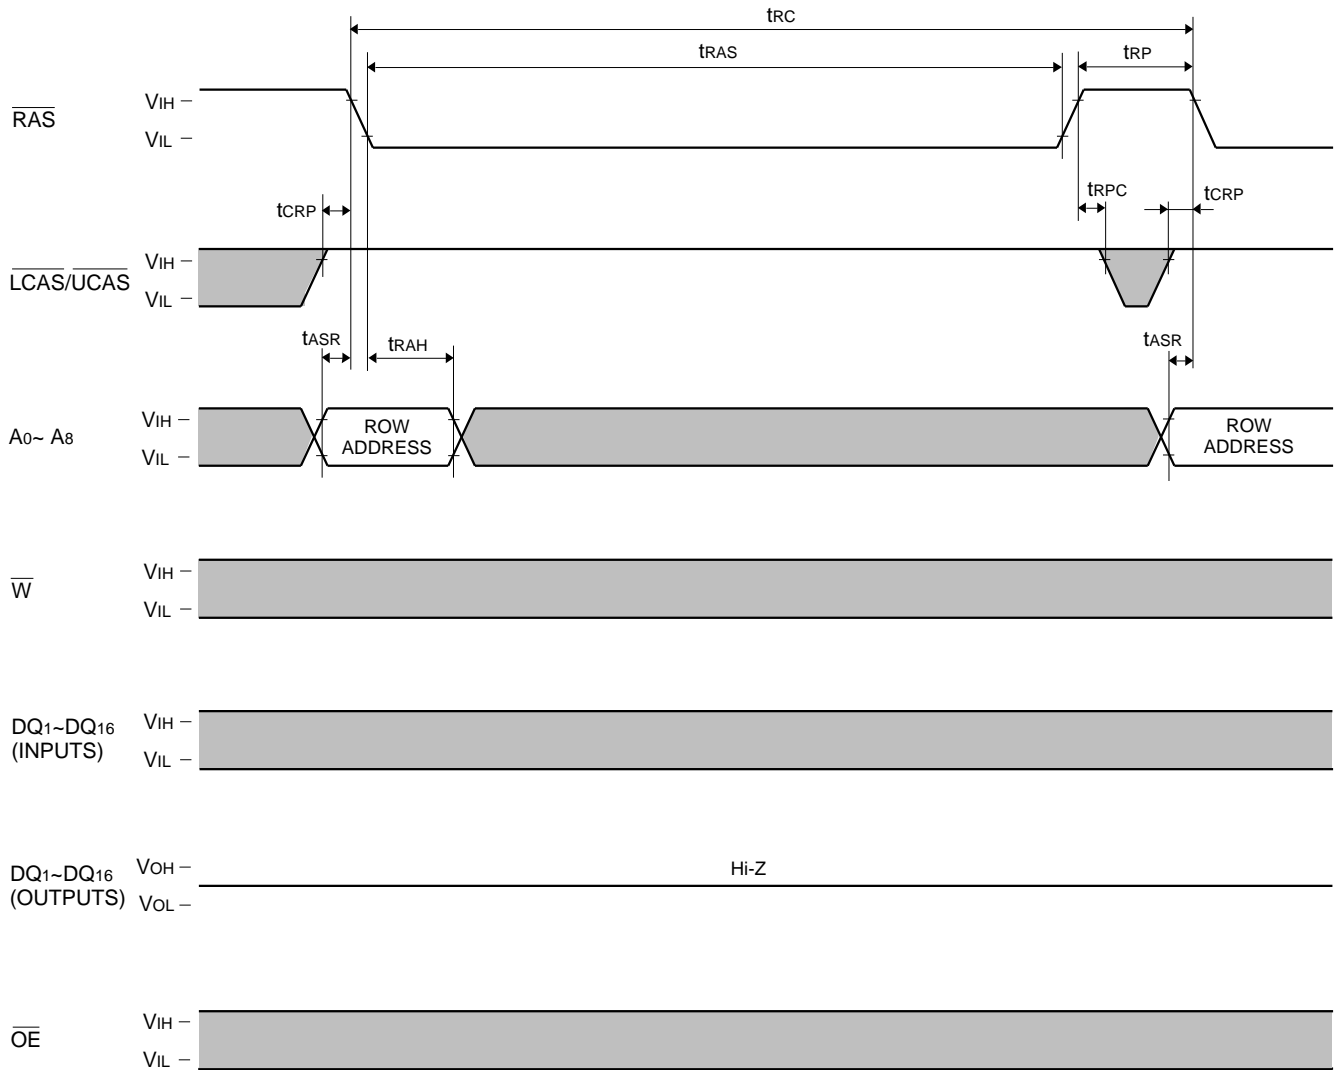 tRC
tRAS
tRP
RAS
VIH
VIL
tCRP
tRPC
tCRP
LCAS/UCAS
VIH
VIL
tASR
tRAH
tASR
A0~ A8
VIH
VIL
ROW
ADDRESS
ROW
ADDRESS
W
VIH
VIL
DQ1~DQ16
(INPUTS)
VIH
VIL
DQ1~DQ16
(OUTPUTS)
VOH
VOL
Hi-Z
OE
VIH
VIL